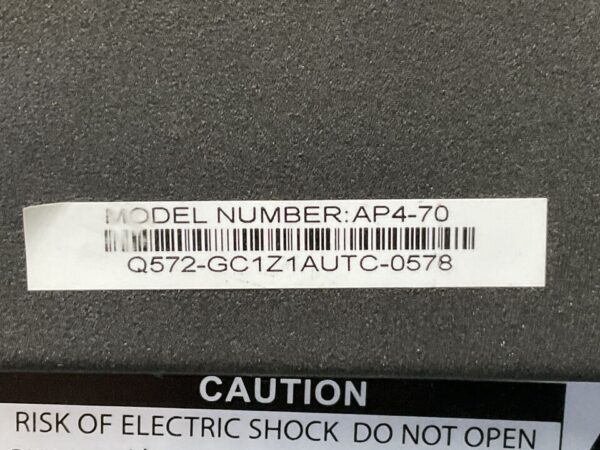 MODEL NUMBER:AP4-70
Q572-GC1Z1AUTC-0578
CAUTION
RISK OF ELECTRIC SHOCK DO NOT OPEN